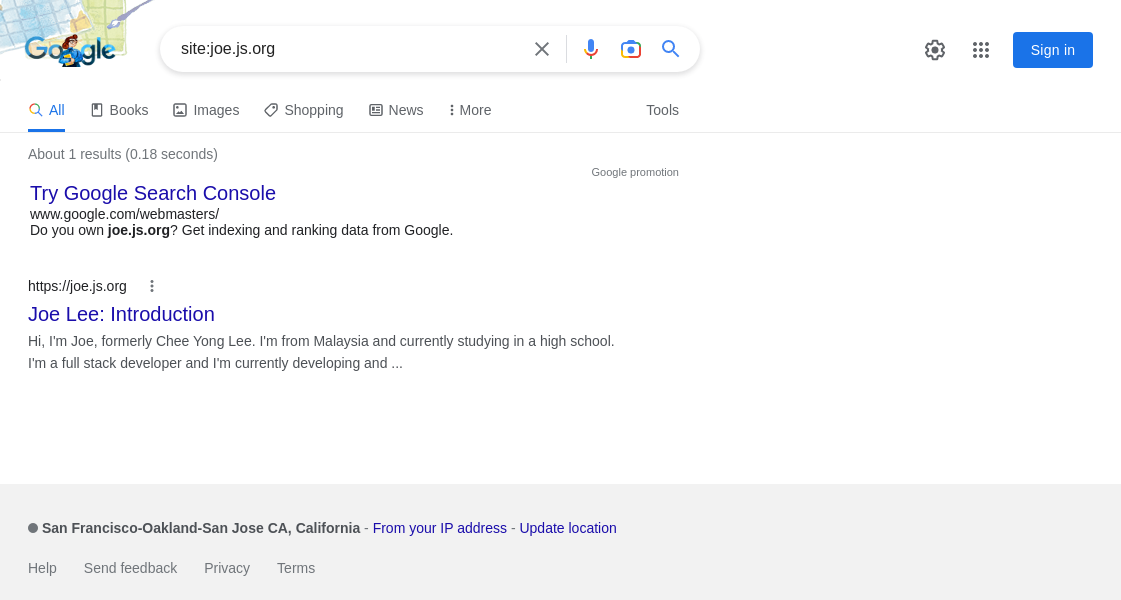 Google
site:joe.js.org
Sign in
All
Books
Images
Shopping
News
More
Tools
About 1 results (0.18 seconds)
Google promotion
Try Google Search Console
www.google.com/webmasters/
Do you own joe.js.org? Get indexing and ranking data from Google.
https://joe.js.org
Joe Lee: Introduction
Hi, I'm Joe, formerly Chee Yong Lee. I'm from Malaysia and currently studying in a high school.
I'm a full stack developer and I'm currently developing and ...
San Francisco-Oakland-San Jose CA, California - From your IP address - Update location
Help Send feedback Privacy Terms